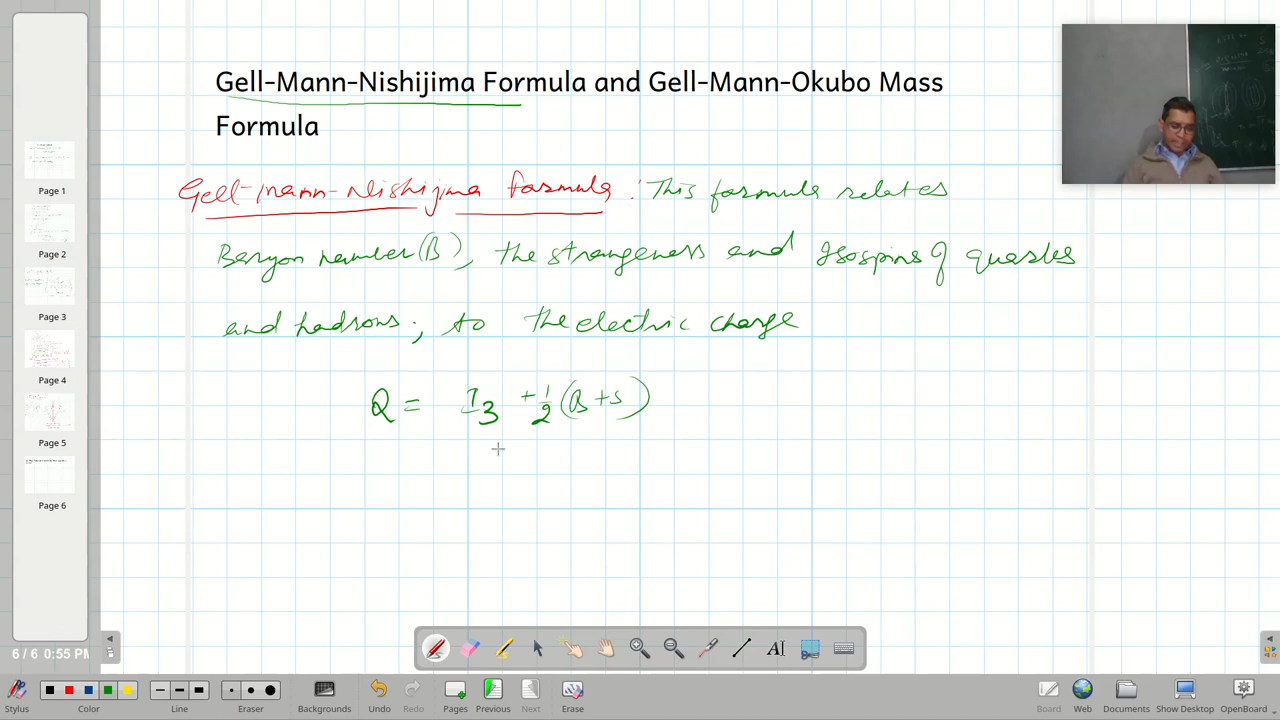 Gell-Mann-Nishijima Formula and Gell-Mann-Okubo Mass
Formula
Gell-Mann-Nishijima formula : This formula relates
Baryon number (B), the strangeness and Isospins of quarks
and hadrons, to the electric charge
Q = I3 + 1/2 (B+S)
Page 1
Page 2
Page 3
Page 4
Page 5
Page 6
6 / 6 0:55 PM
Stylus
Color
Line
Eraser
Backgrounds
Undo
Redo
Pages
Previous
Next
Erase
Board
Web
Documents
Show Desktop
OpenBoard